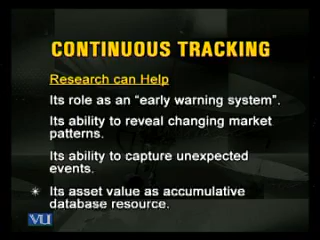 CONTINUOUS TRACKING
Research can Help
Its role as an “early warning system”.
Its ability to reveal changing market
patterns.
Its ability to capture unexpected
events.
Its asset value as accumulative
database resource.
VU